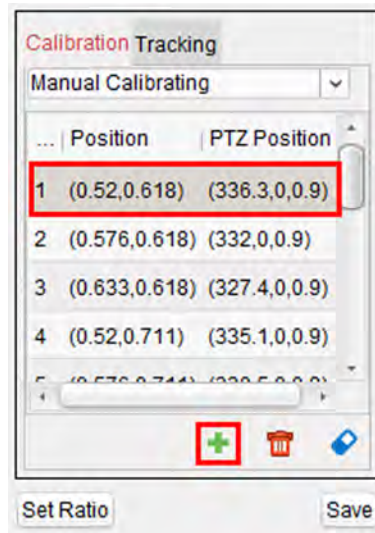 Calibration Tracking
Manual Calibrating
... Position PTZ Position
1 (0.52,0.618) (336.3,0,0.9)
2 (0.576,0.618) (332,0,0.9)
3 (0.633,0.618) (327.4,0,0.9)
4 (0.52,0.711) (335.1,0,0.9)
Set Ratio Save